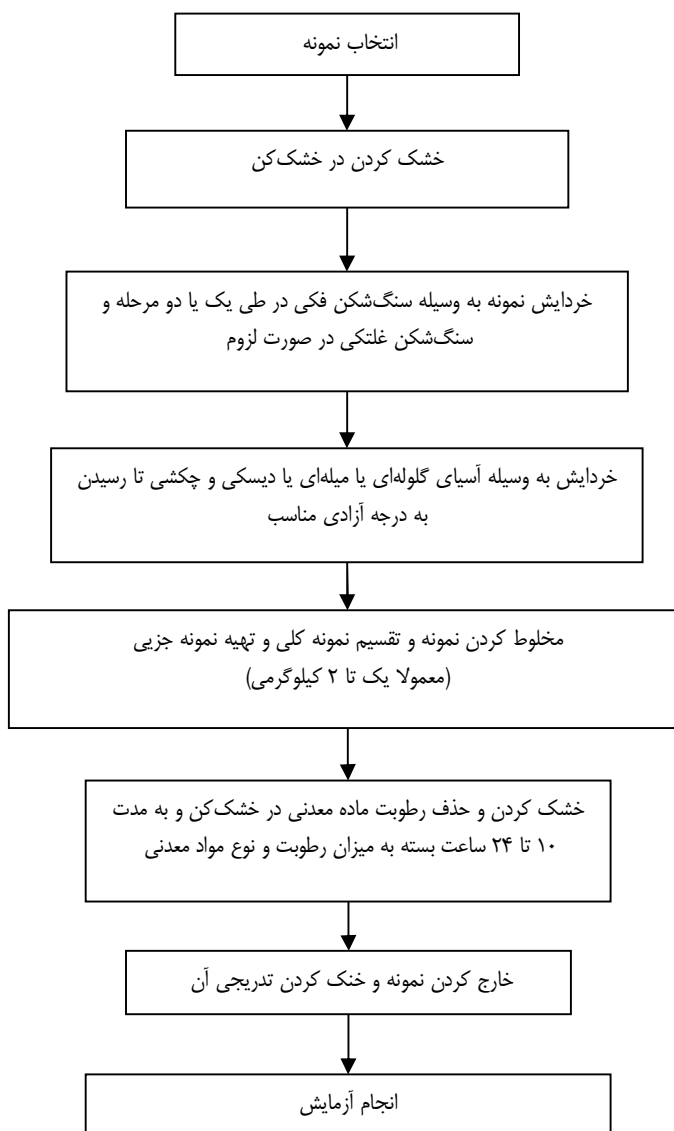 انتخاب نمونه
خشک کردن در خشک‌کن
خردایش نمونه به وسیله سنگ‌شکن فکی در طی یک یا دو مرحله و
سنگ‌شکن غلتکی در صورت لزوم
خردایش به وسیله آسیای گلوله‌ای یا میله‌ای یا دیسکی و چکشی تا رسیدن
به درجه آزادی مناسب
مخلوط کردن نمونه و تقسیم نمونه کلی و تهیه نمونه جزیی
(معمولا یک تا ۲ کیلوگرمی)
خشک کردن و حذف رطوبت ماده معدنی در خشک‌کن و به مدت
۱۰ تا ۲۴ ساعت بسته به میزان رطوبت و نوع مواد معدنی
خارج کردن نمونه و خنک کردن تدریجی آن
انجام آزمایش